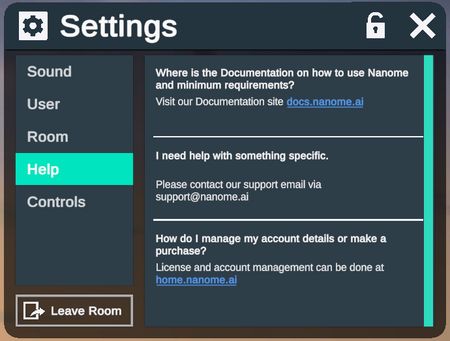 Settings
Sound
User
Room
Help
Controls
Leave Room
Where is the Documentation on how to use Nanome
and minimum requirements?
Visit our Documentation site docs.nanome.ai
I need help with something specific.
Please contact our support email via
support@nanome.ai
How do I manage my account details or make a
purchase?
License and account management can be done at
home.nanome.ai